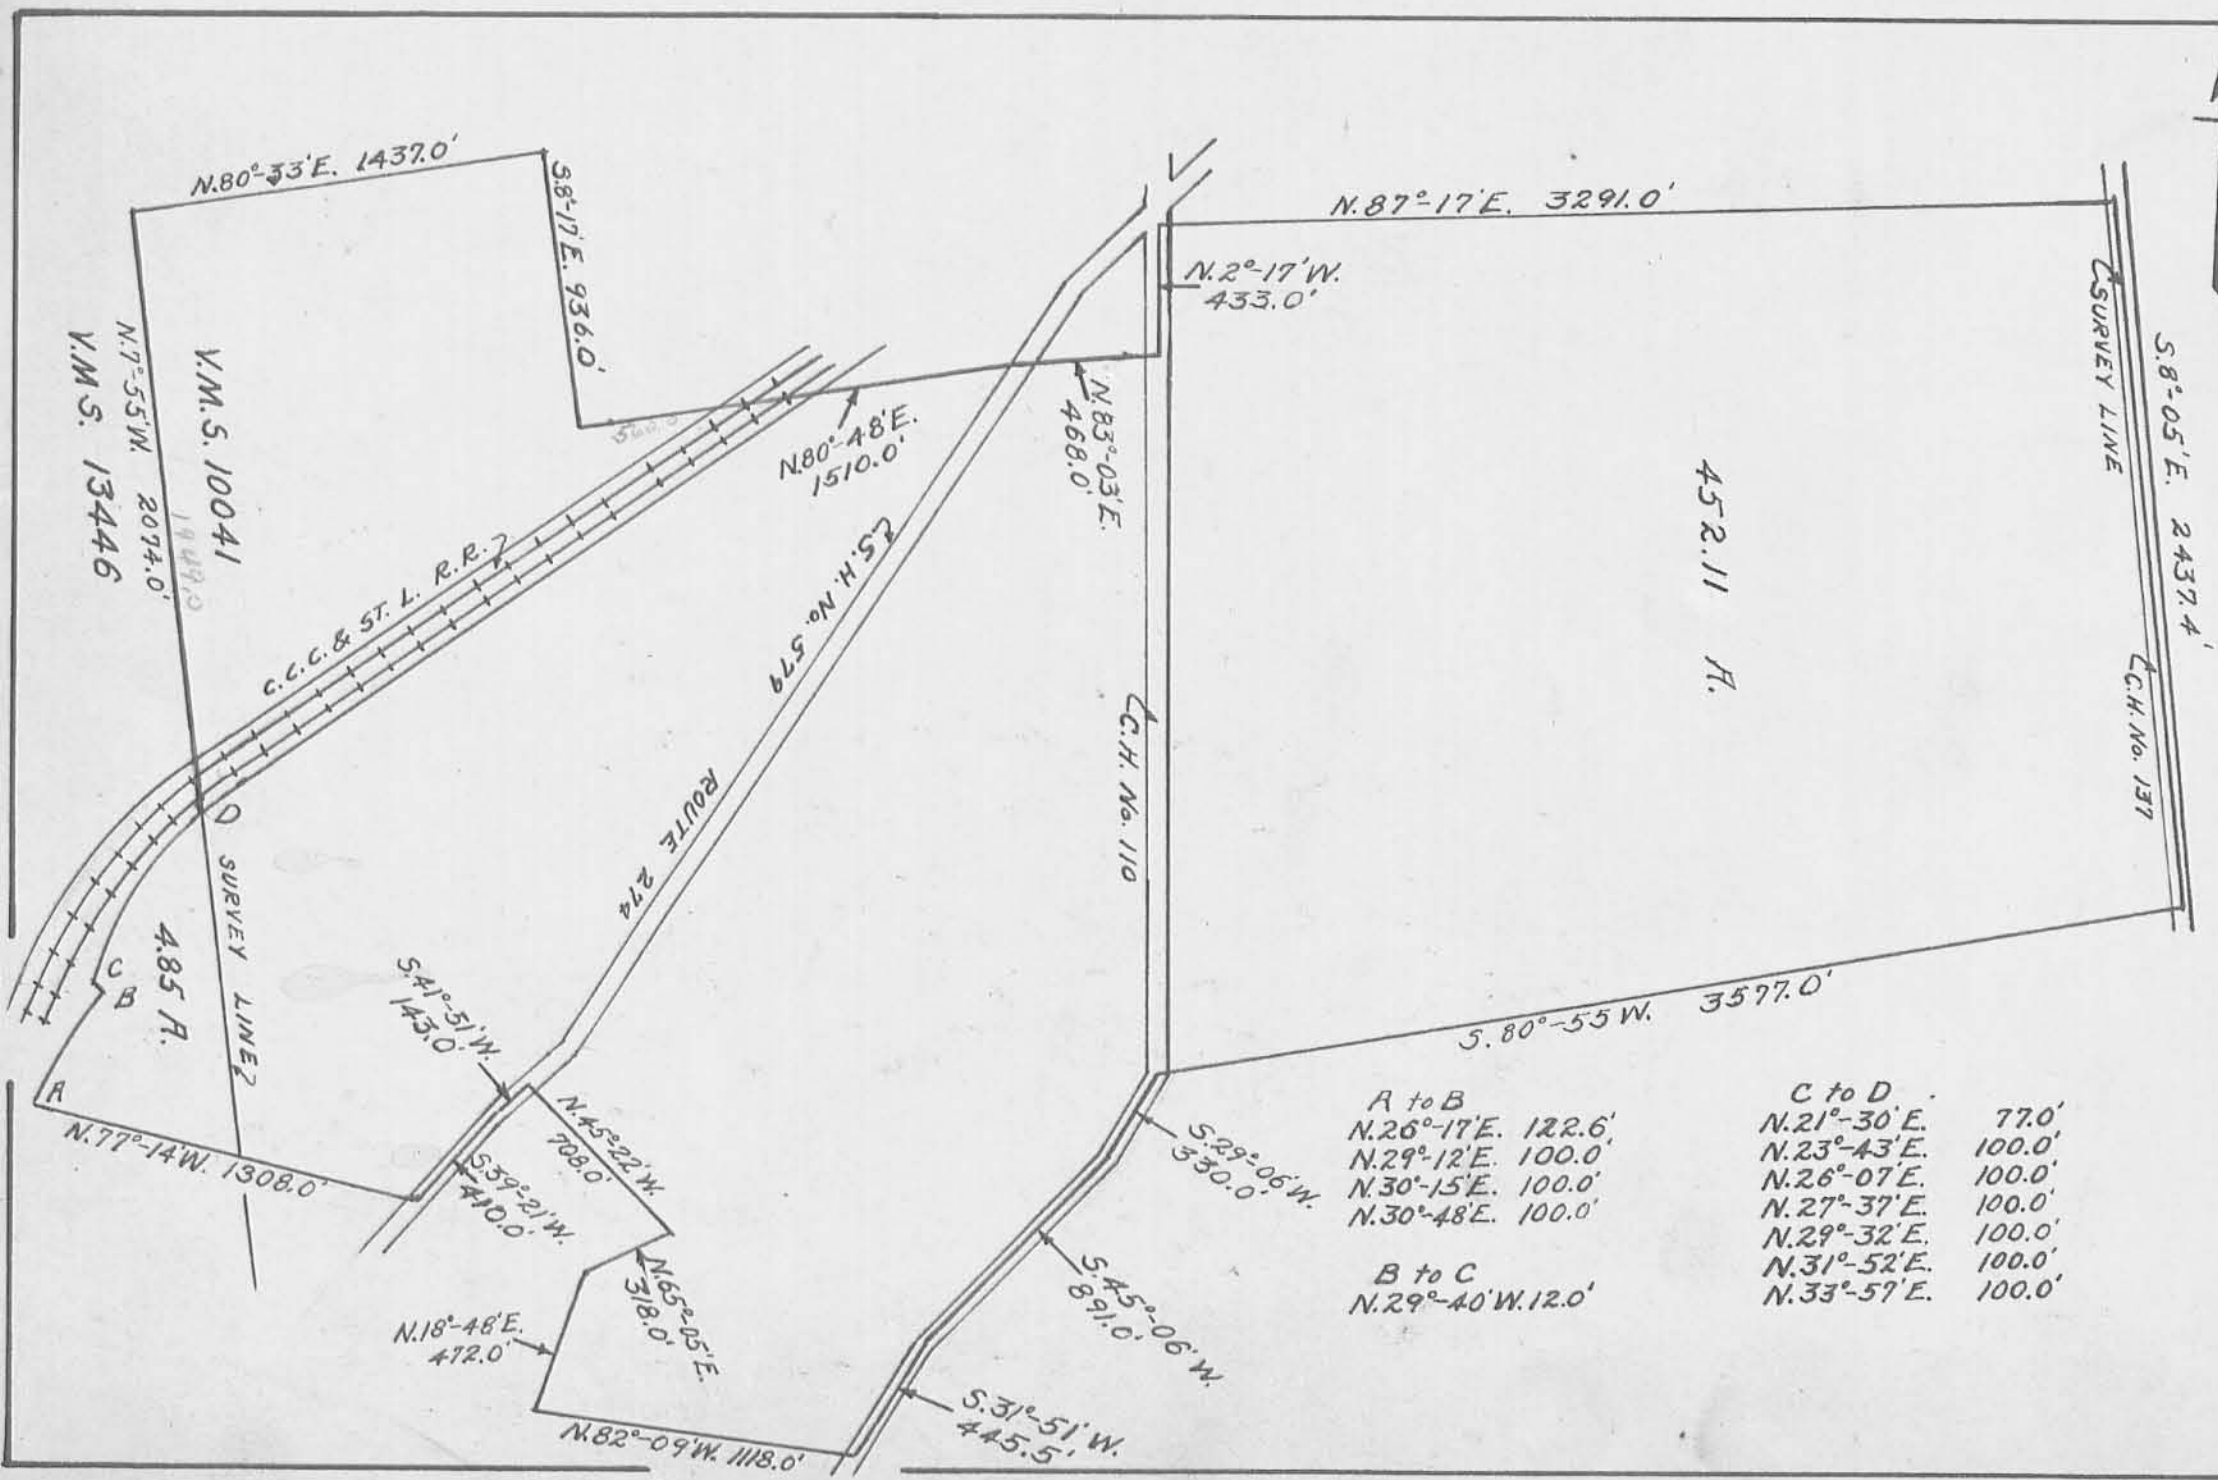 N.80°-33'E. 1437.0'
S.8°-17'E. 936.0'
N.7°-55'W. 2074.0'
1949.0
V.M.S. 10041
V.M.S. 13446
C.C.C. & ST. L. R.R.
N.80°-48'E.
1510.0'
N.83°-03'E.
468.0'
N.2°-17'W.
433.0'
N.87°-17'E. 3291.0'
SURVEY LINE
S.8°-05'E. 2437.4'
C.H. No. 137
452.11 A.
S.H. No. 579
ROUTE 274
C.H. No. 110
S. 80°-55 W. 3577.0'
D
SURVEY LINE
4.85 A.
C
B
A
N.77°-14'W. 1308.0'
S.41°-51'W.
143.0'
S.39°-21'W.
410.0'
N.45°-22'W.
708.0'
N.65°-05'E.
318.0'
N.18°-48'E.
472.0'
N.82°-09'W. 1118.0'
S.31°-51'W.
445.5'
S.45°-06'W.
891.0'
S.29°-06'W.
330.0'
A to B
N.26°-17'E. 122.6'
N.29°-12'E. 100.0'
N.30°-15'E. 100.0'
N.30°-48'E. 100.0'
B to C
N.29°-40'W. 12.0'
C to D
N.21°-30'E. 77.0'
N.23°-43'E. 100.0'
N.26°-07'E. 100.0'
N.27°-37'E. 100.0'
N.29°-32'E. 100.0'
N.31°-52'E. 100.0'
N.33°-57'E. 100.0'